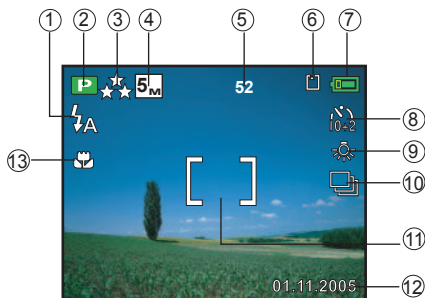 ① ② ③ ④ ⑤ ⑥ ⑦
P 5M 52
A
10+2 ⑧
⑨
⑬
⑩
⑪
01.11.2005 ⑫